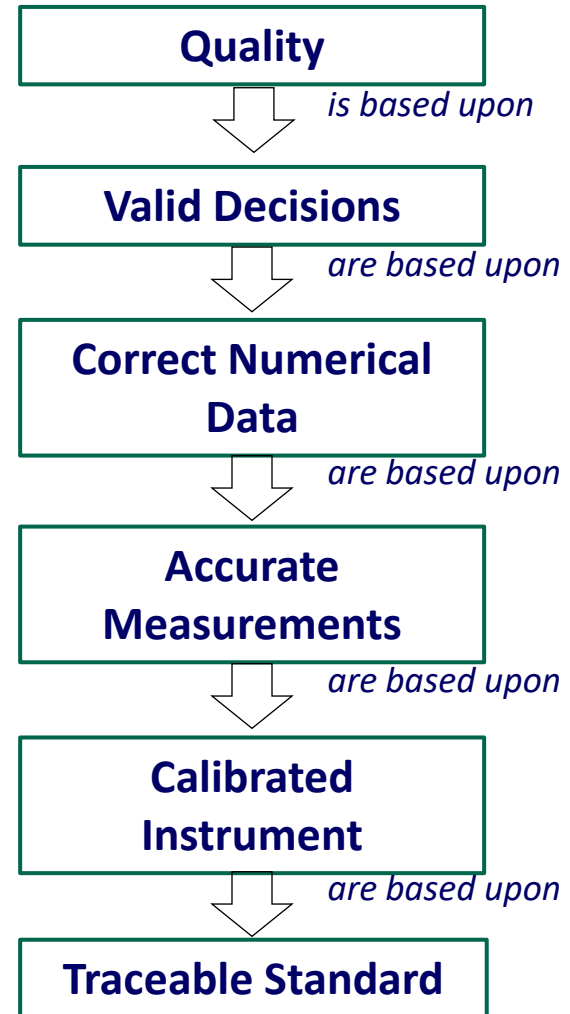 Quality
is based upon
Valid Decisions
are based upon
Correct Numerical
Data
are based upon
Accurate
Measurements
are based upon
Calibrated
Instrument
are based upon
Traceable Standard